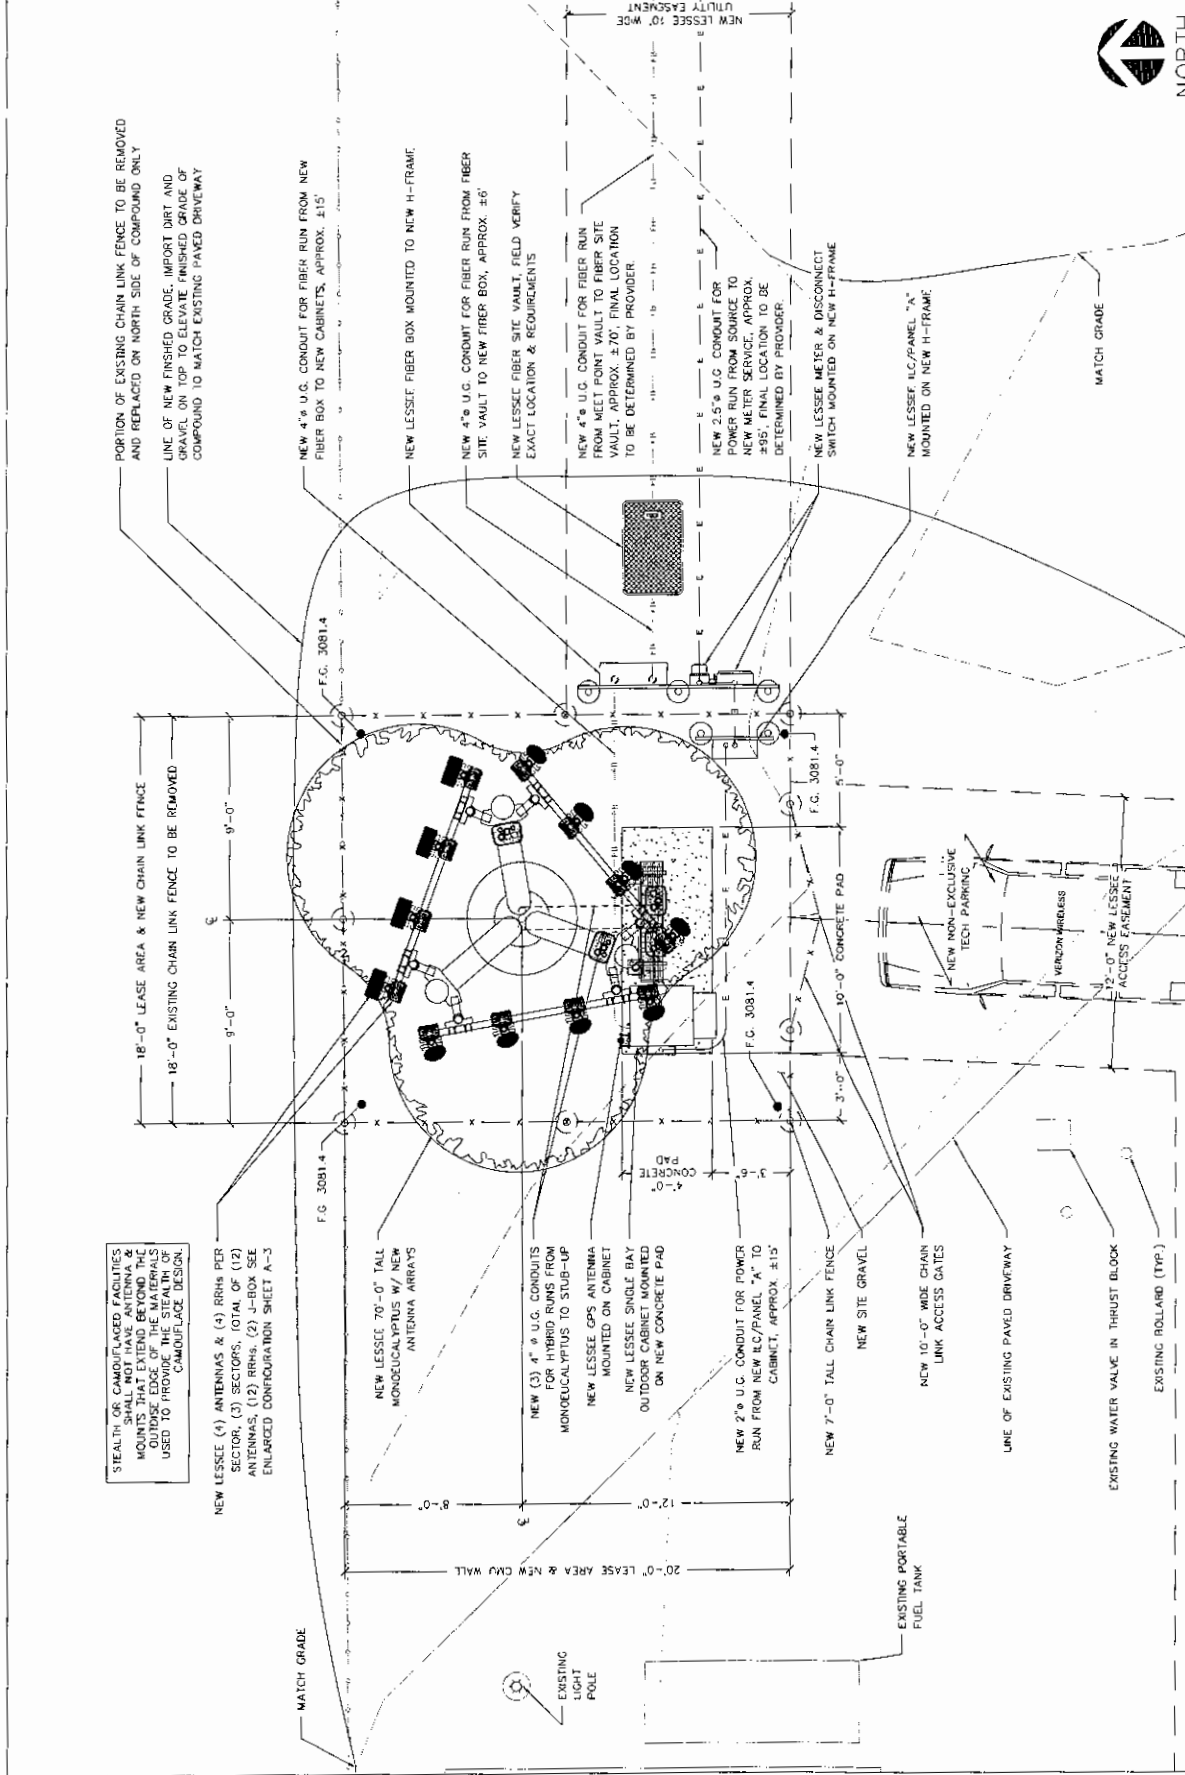 STEALTH OR CAMOUFLAGED FACILITIES
SHALL NOT HAVE ANTENNA &
MOUNTS THAT EXTEND BEYOND THE
OUTDISE EDGE OF THE MATERIALS
USED TO PROVIDE THE STEALTH OF
CAMOUFLAGE DESIGN.
NEW LESSEE (4) ANTENNAS & (4) RRHs PER
SECTOR, (3) SECTORS, TOTAL OF (12)
ANTENNAS, (12) RRHs, (2) J-BOX SEE
ENLARGED CONFIGURATION SHEET A-3
NEW LESSEE 70'-0" TALL
MONOEUCALYPTUS W/ NEW
ANTENNA ARRAYS
NEW (3) 4" ø U.G. CONDUITS
FOR HYBRID RUNS FROM
MONOEUCALYPTUS TO STUB-UP
NEW LESSEE GPS ANTENNA
MOUNTED ON CABINET
NEW LESSEE SINGLE BAY
OUTDOOR CABINET MOUNTED
ON NEW CONCRETE PAD
NEW 2"ø U.G. CONDUIT FOR POWER
RUN FROM NEW ILC/PANEL "A" TO
CABINET, APPROX. ±15'
NEW 7'-0" TALL CHAIN LINK FENCE
NEW SITE GRAVEL
NEW 10'-0" WIDE CHAIN
LINK ACCESS GATES
LINE OF EXISTING PAVED DRIVEWAY
EXISTING WATER VALVE IN THRUST BLOCK
EXISTING BOLLARD (TYP.)
MATCH GRADE
EXISTING
LIGHT
POLE
EXISTING PORTABLE
FUEL TANK
20'-0" LEASE AREA & NEW CMU WALL
8'-0"
12'-0"
℄
4'-0"
CONCRETE
PAD
3'-6"
18'-0" LEASE AREA & NEW CHAIN LINK FENCE
18'-0" EXISTING CHAIN LINK FENCE TO BE REMOVED
9'-0"
9'-0"
℄
F.G. 3081.4
F.G. 3081.4
F.G. 3081.4
F.G. 3081.4
3'-0"
10'-0" CONCRETE PAD
5'-0"
NEW NON-EXCLUSIVE
TECH PARKING
VERIZON WIRELESS
12'-0" NEW LESSEE
ACCESS EASEMENT
PORTION OF EXISTING CHAIN LINK FENCE TO BE REMOVED
AND REPLACED ON NORTH SIDE OF COMPOUND ONLY
LINE OF NEW FINSHED GRADE, IMPORT DIRT AND
GRAVEL ON TOP TO ELEVATE FINISHED GRADE OF
COMPOUND TO MATCH EXISTING PAVED DRIVEWAY
NEW 4"ø U.G. CONDUIT FOR FIBER RUN FROM NEW
FIBER BOX TO NEW CABINETS, APPROX. ±15'
NEW LESSEE FIBER BOX MOUNTED TO NEW H-FRAME
NEW 4"ø U.G. CONDUIT FOR FIBER RUN FROM FIBER
SITE VAULT TO NEW FIBER BOX, APPROX. ±6'
NEW LESSEE FIBER SITE VAULT, FIELD VERIFY
EXACT LOCATION & REQUIREMENTS
NEW 4"ø U.G. CONDUIT FOR FIBER RUN
FROM MEET POINT VAULT TO FIBER SITE
VAULT, APPROX. ±70', FINAL LOCATION
TO BE DETERMINED BY PROVIDER.
NEW 2.5"ø U.G. CONDUIT FOR
POWER RUN FROM SOURCE TO
NEW METER SERVICE, APPROX.
±95', FINAL LOCATION TO BE
DETERMINED BY PROVIDER.
NEW LESSEE METER & DISCONNECT
SWITCH MOUNTED ON NEW H-FRAME
NEW LESSEE ILC/PANEL "A"
MOUNTED ON NEW H-FRAME
MATCH GRADE
NEW LESSEE 10' WIDE
UTILITY EASEMENT
NORTH